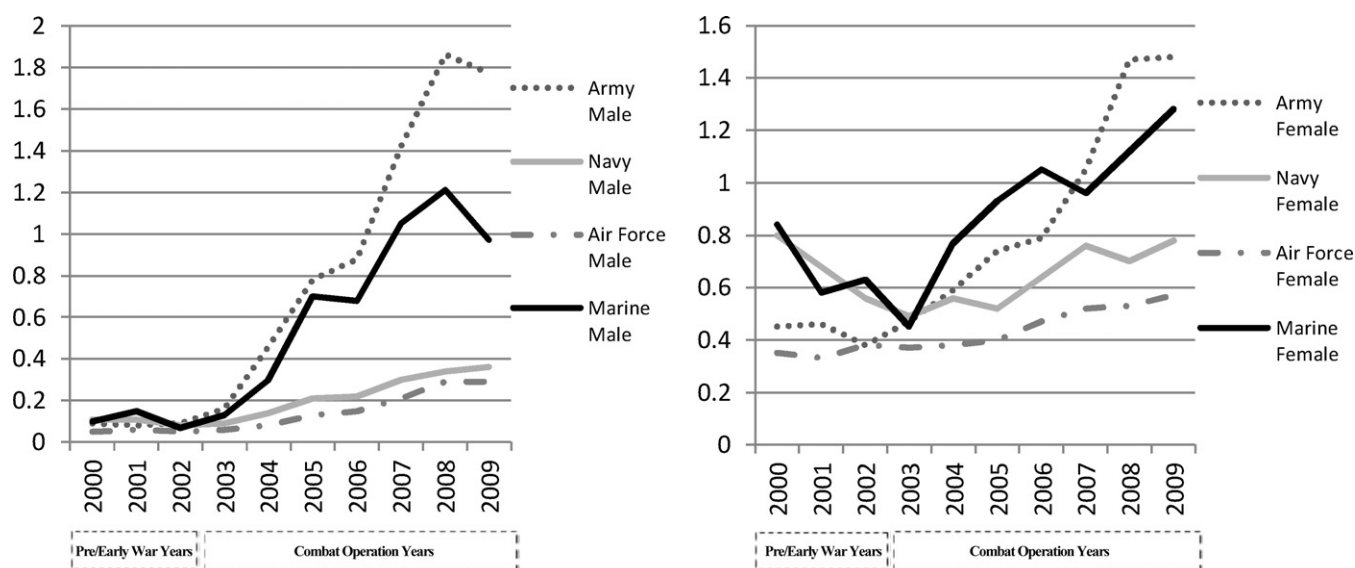 2
1.8
1.6
1.4
1.2
1
0.8
0.6
0.4
0.2
0
2000
2001
2002
2003
2004
2005
2006
2007
2008
2009
Pre/Early War Years
Combat Operation Years
Army
Male
Navy
Male
Air Force
Male
Marine
Male
1.6
1.4
1.2
1
0.8
0.6
0.4
0.2
0
2000
2001
2002
2003
2004
2005
2006
2007
2008
2009
Pre/Early War Years
Combat Operation Years
Army
Female
Navy
Female
Air Force
Female
Marine
Female